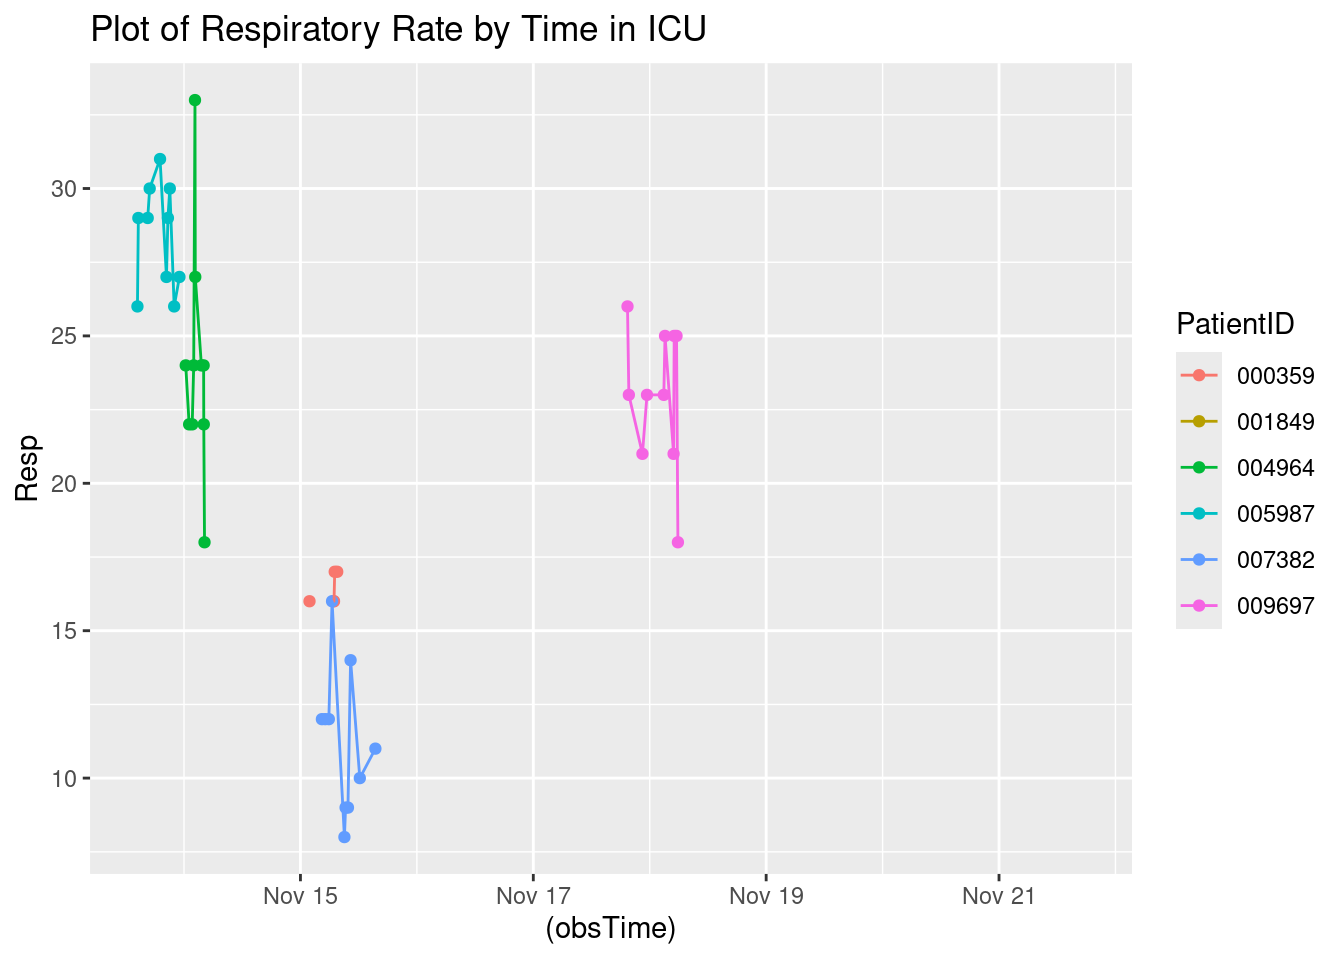 Plot of Respiratory Rate by Time in ICU
Resp
30
25
20
15
10
Nov 15
Nov 17
Nov 19
Nov 21
(obsTime)
PatientID
000359
001849
004964
005987
007382
009697